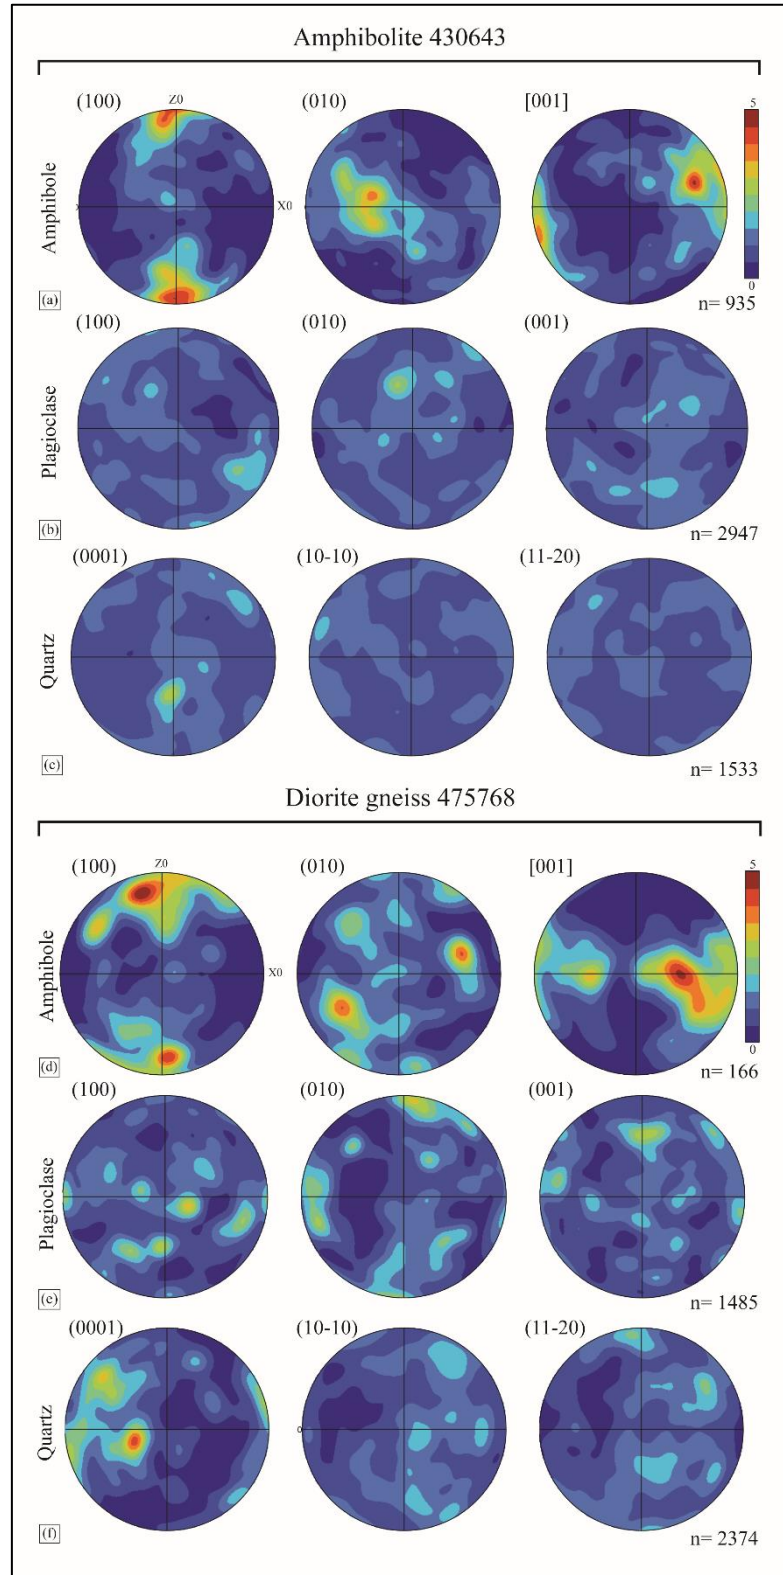 Amphibolite 430643
(100) Z0 (010) [001] 5
Amphibole
X0
0
(a) n= 935
(100) (010) (001)
Plagioclase
(b) n= 2947
(0001) (10-10) (11-20)
Quartz
(c) n= 1533
Diorite gneiss 475768
(100) Z0 (010) [001] 5
Amphibole
X0
0
(d) n= 166
(100) (010) (001)
Plagioclase
(e) n= 1485
(0001) (10-10) (11-20)
Quartz
(f) n= 2374